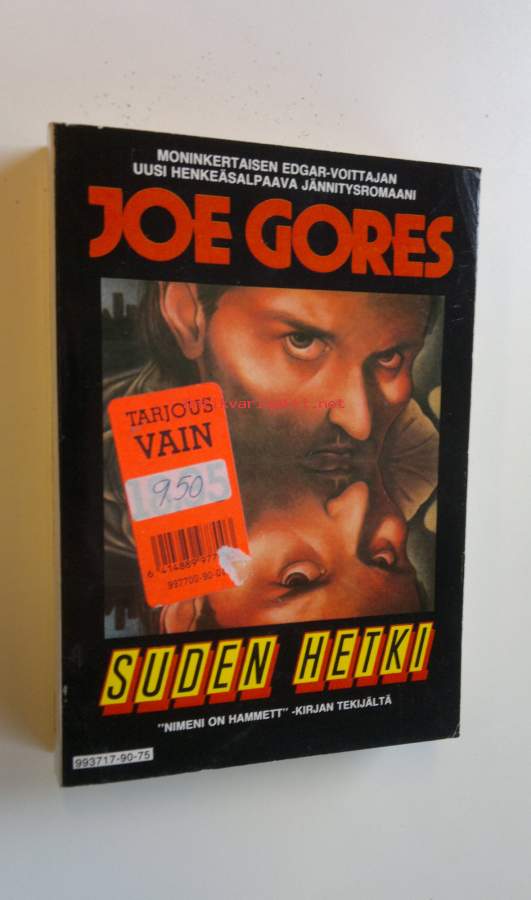 MONINKERTAISEN EDGAR-VOITTAJAN
UUSI HENKEÄSALPAAVA JÄNNITYSROMAANI
JOE GORES
TARJOUS
VAIN
9.50
SUDEN HETKI
"NIMENI ON HAMMETT" -KIRJAN TEKIJÄLTÄ
993717-90-75